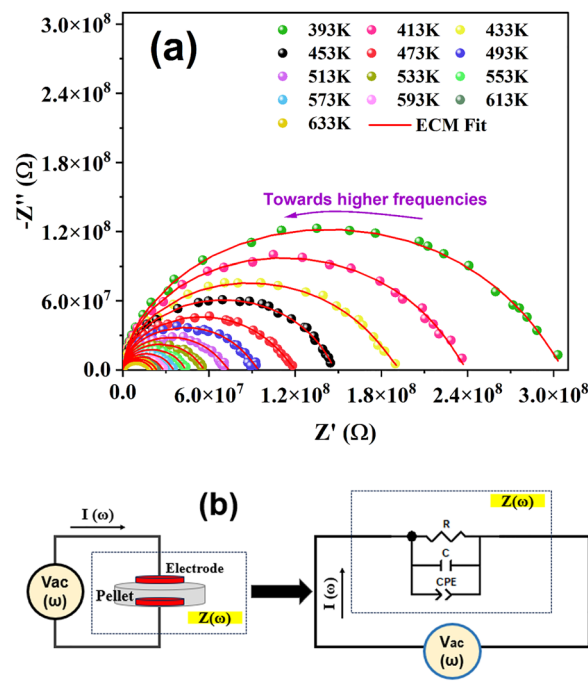 (a)
393K 413K 433K
453K 473K 493K
513K 533K 553K
573K 593K 613K
633K ECM Fit
Towards higher frequencies
3.0×10⁸
2.4×10⁸
1.8×10⁸
1.2×10⁸
6.0×10⁷
0.0
-Z'' (Ω)
0.0 6.0×10⁷ 1.2×10⁸ 1.8×10⁸ 2.4×10⁸ 3.0×10⁸
Z' (Ω)
(b)
I (ω)
Vac
(ω)
Electrode
Pellet
Z(ω)
Z(ω)
R
C
CPE
I (ω)
Vac
(ω)